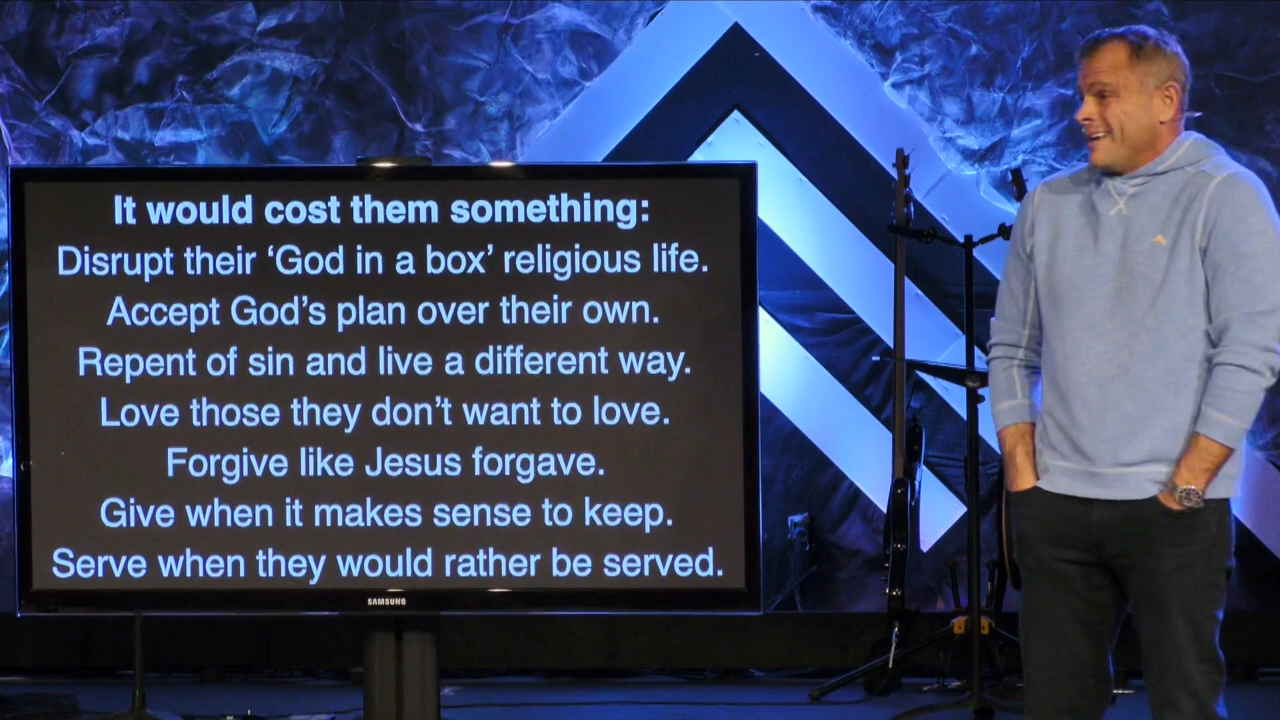 It would cost them something:
Disrupt their ‘God in a box’ religious life.
Accept God’s plan over their own.
Repent of sin and live a different way.
Love those they don’t want to love.
Forgive like Jesus forgave.
Give when it makes sense to keep.
Serve when they would rather be served.
SAMSUNG